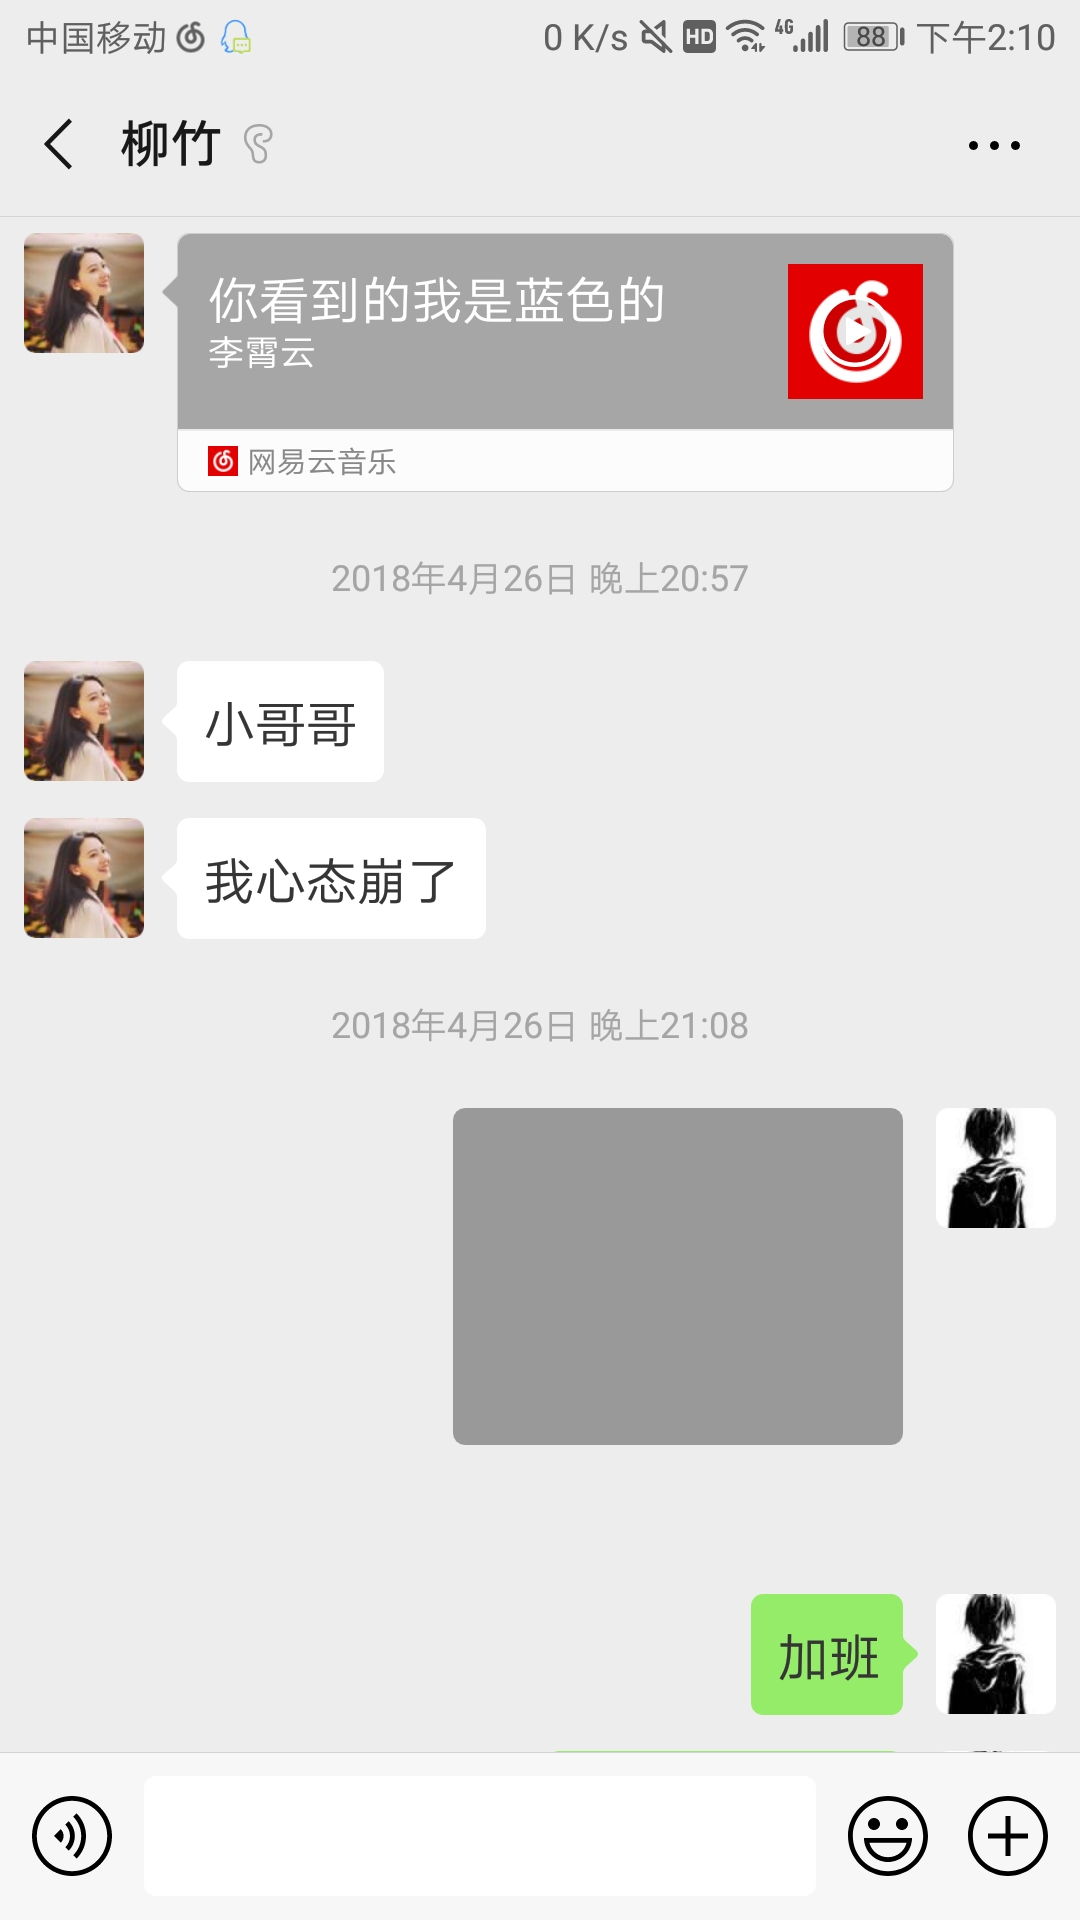 中国移动 0 K/s HD 4G 88 下午2:10
柳竹
你看到的我是蓝色的
李霄云
网易云音乐
2018年4月26日 晚上20:57
小哥哥
我心态崩了
2018年4月26日 晚上21:08
加班